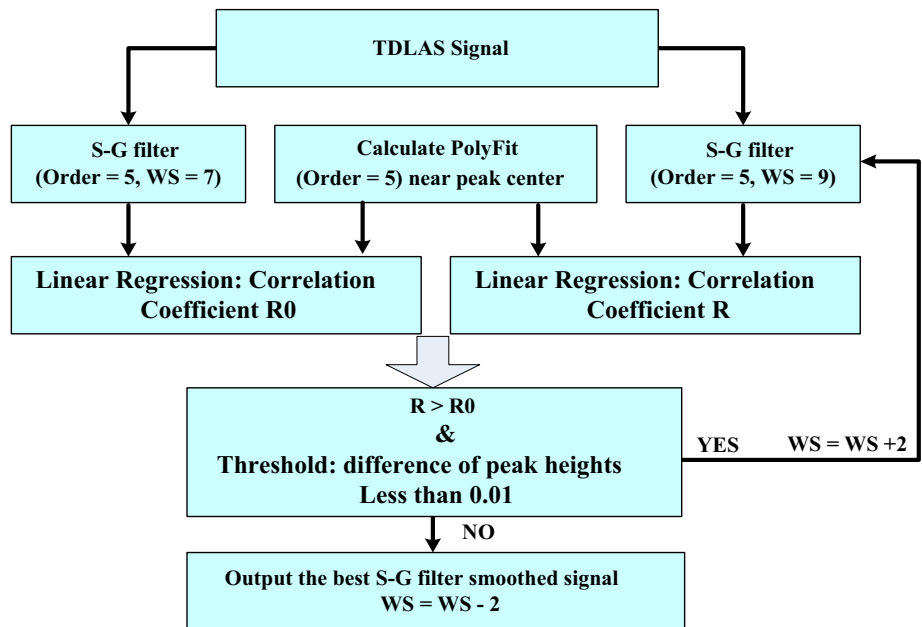 TDLAS Signal
S-G filter
(Order = 5, WS = 7)
Calculate PolyFit
(Order = 5) near peak center
S-G filter
(Order = 5, WS = 9)
Linear Regression: Correlation
Coefficient R0
Linear Regression: Correlation
Coefficient R
R > R0
&
Threshold: difference of peak heights
Less than 0.01
YES
WS = WS +2
NO
Output the best S-G filter smoothed signal
WS = WS - 2